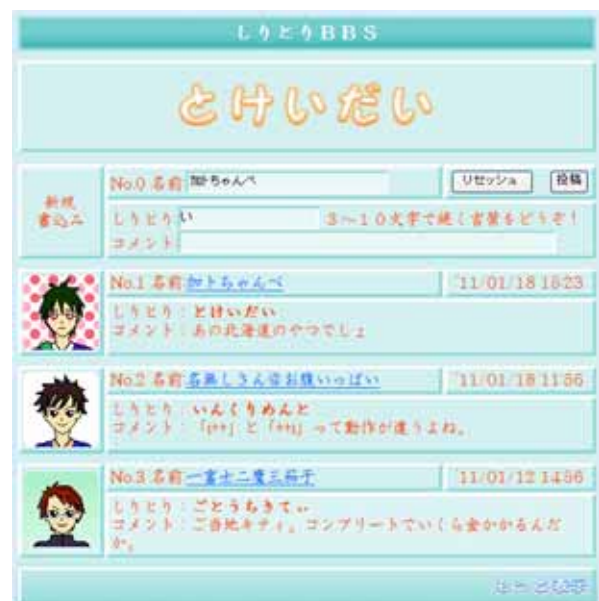 しりとりBBS
とけいだい
新規
書込み
No.0 名前 加トちゃんぺ リセッシュ 投稿
しりとり い 3~10文字で続く言葉をどうぞ!
コメント
No.1 名前 加トちゃんぺ '11/01/18 15:23
しりとり:とけいだい
コメント:あの北海道のやつでしょ
No.2 名前 名無しさん@お腹いっぱい '11/01/18 11:56
しりとり:いんくりめんと
コメント:「i++」と「++i」って動作が違うよね。
No.3 名前 一富士二鷹三茄子 '11/01/12 14:56
しりとり:ごとうちきてぃ
コメント:ご当地キティ。コンプリートでいくら金かかるんだ
か。